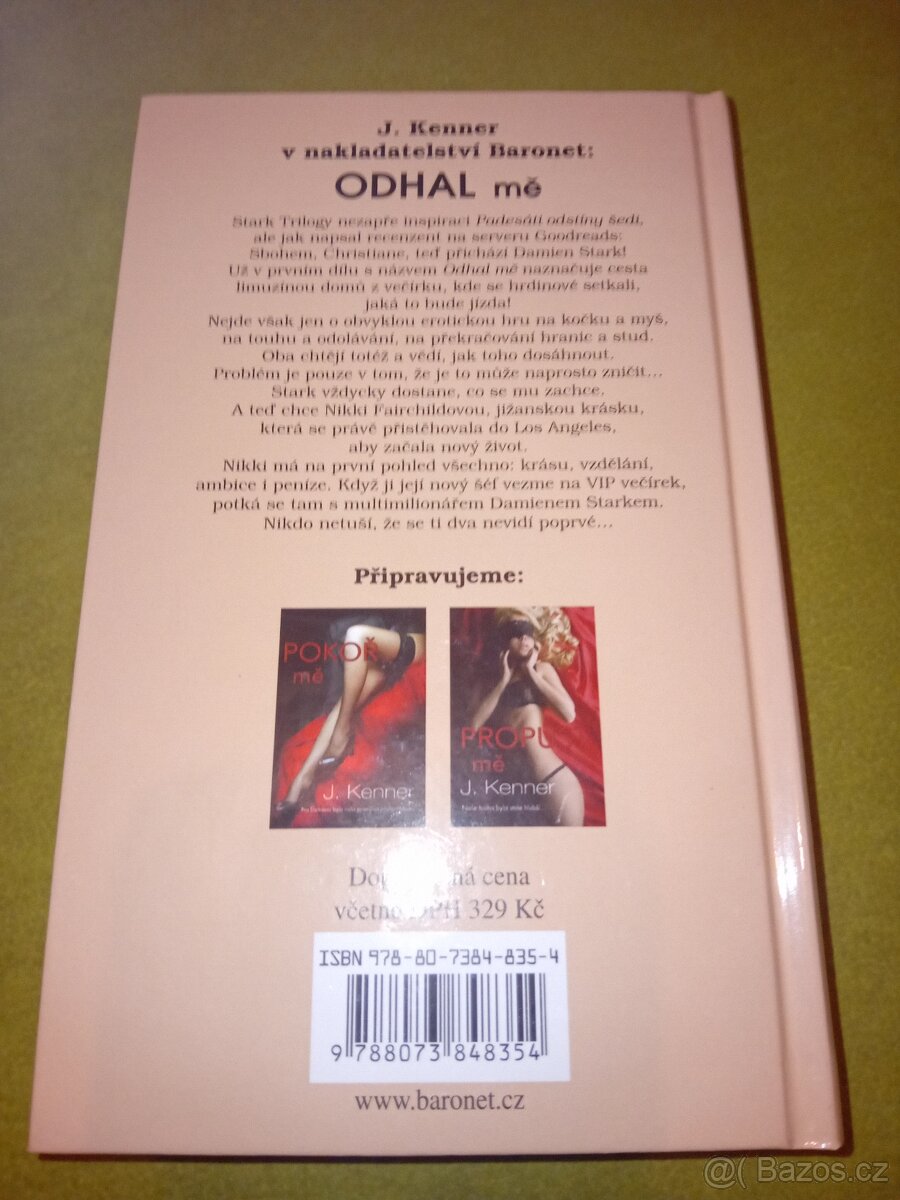 J. Kenner
v nakladatelství Baronet:
ODHAL mě
Stark Trilogy nezapře inspiraci Padesáti odstíny šedi,
ale jak napsal recenzent na serveru Goodreads:
Sbohem, Christiane, teď přichází Damien Stark!
Už v prvním dílu s názvem Odhal mě naznačuje cesta
limuzínou domů z večírku, kde se hrdinové setkali,
jaká to bude jízda!
Nejde však jen o obvyklou erotickou hru na kočku a myš,
na touhu a odolávání, na překračování hranic a stud.
Oba chtějí totéž a vědí, jak toho dosáhnout.
Problém je pouze v tom, že je to může naprosto zničit...
Stark vždycky dostane, co se mu zachce.
A teď chce Nikki Fairchildovou, jižanskou krásku,
která se právě přistěhovala do Los Angeles,
aby začala nový život.
Nikki má na první pohled všechno: krásu, vzdělání,
ambice i peníze. Když ji její nový šéf vezme na VIP večírek,
potká se tam s multimilionářem Damienem Starkem.
Nikdo netuší, že se ti dva nevidí poprvé...
Připravujeme:
POKOŘ
mě
J. Kenner
PROPU
mě
J. Kenner
cena
včetně DPH 329 Kč
ISBN 978-80-7384-835-4
9 788073 848354
www.baronet.cz
@( Bazos.cz